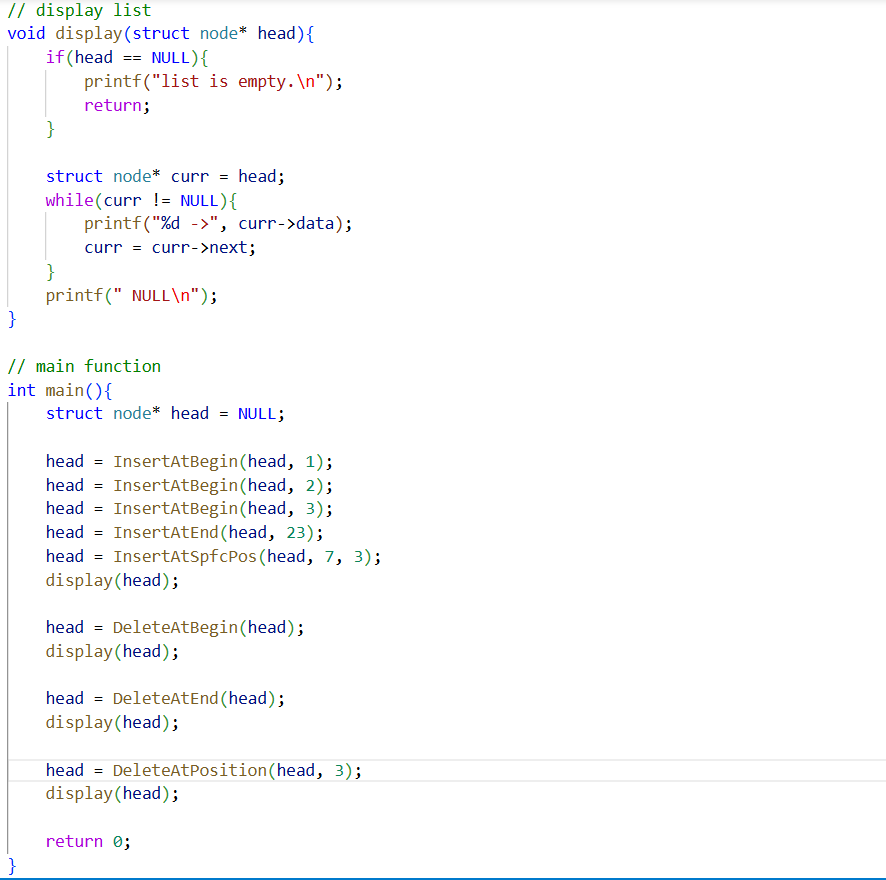 // display list
void display(struct node* head){
    if(head == NULL){
        printf("list is empty.\n");
        return;
    }

    struct node* curr = head;
    while(curr != NULL){
        printf("%d ->", curr->data);
        curr = curr->next;
    }
    printf(" NULL\n");
}

// main function
int main(){
    struct node* head = NULL;

    head = InsertAtBegin(head, 1);
    head = InsertAtBegin(head, 2);
    head = InsertAtBegin(head, 3);
    head = InsertAtEnd(head, 23);
    head = InsertAtSpfcPos(head, 7, 3);
    display(head);

    head = DeleteAtBegin(head);
    display(head);

    head = DeleteAtEnd(head);
    display(head);

    head = DeleteAtPosition(head, 3);
    display(head);

    return 0;
}